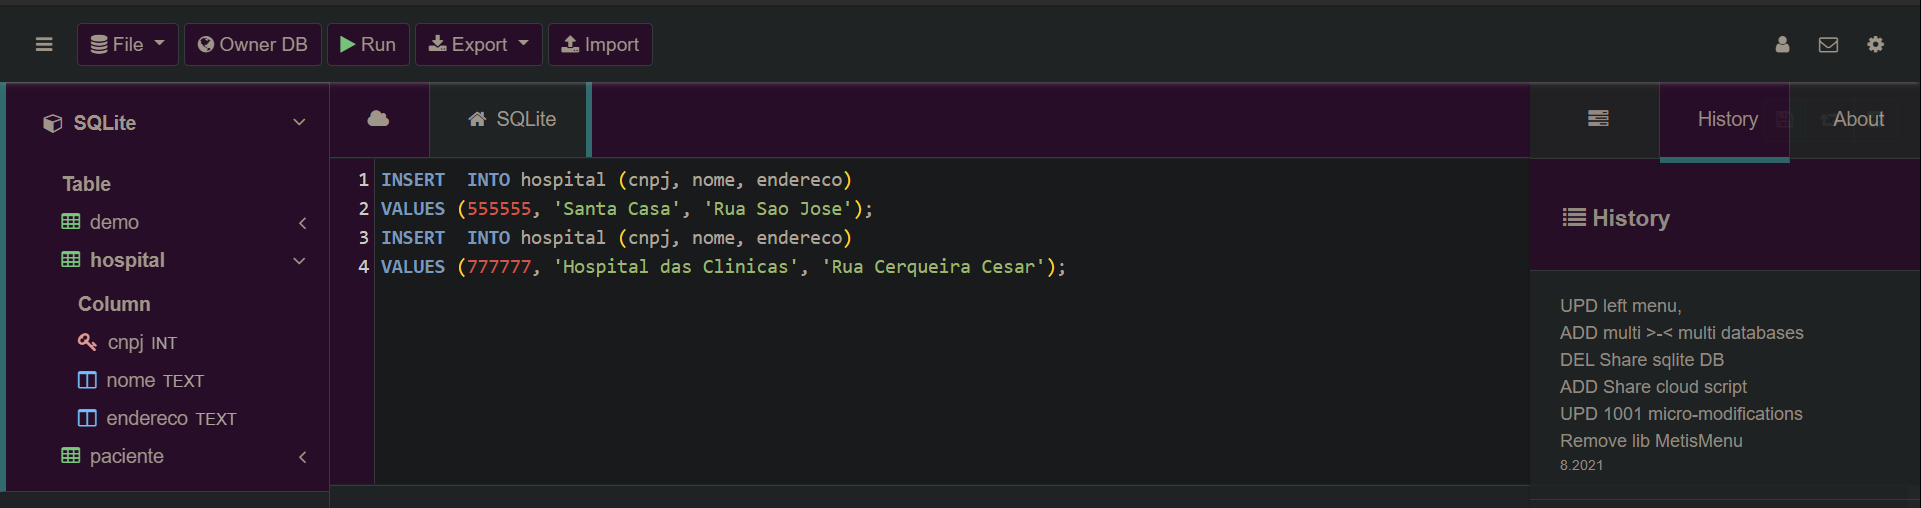 File
Owner DB
Run
Export
Import
SQLite
Table
demo
hospital
Column
cnpj INT
nome TEXT
endereco TEXT
paciente
SQLite
1 INSERT  INTO hospital (cnpj, nome, endereco)
2 VALUES (555555, 'Santa Casa', 'Rua Sao Jose');
3 INSERT  INTO hospital (cnpj, nome, endereco)
4 VALUES (777777, 'Hospital das Clinicas', 'Rua Cerqueira Cesar');
History
About
History
UPD left menu,
ADD multi >-< multi databases
DEL Share sqlite DB
ADD Share cloud script
UPD 1001 micro-modifications
Remove lib MetisMenu
8.2021